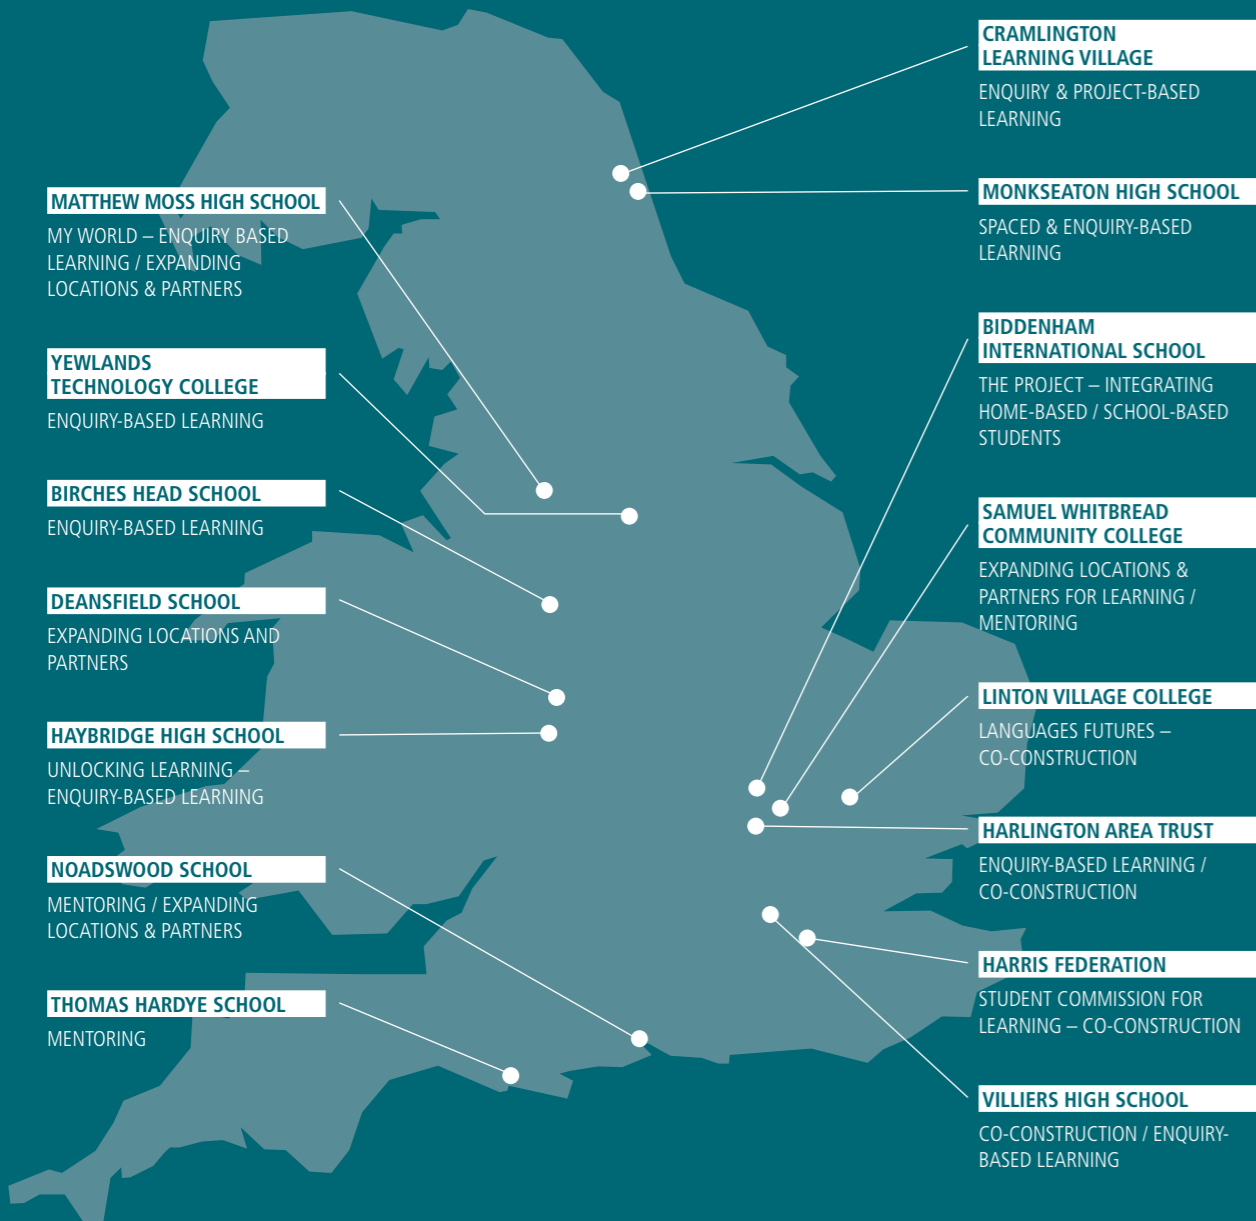 MATTHEW MOSS HIGH SCHOOL
MY WORLD – ENQUIRY BASED
LEARNING / EXPANDING
LOCATIONS & PARTNERS
YEWLANDS
TECHNOLOGY COLLEGE
ENQUIRY-BASED LEARNING
BIRCHES HEAD SCHOOL
ENQUIRY-BASED LEARNING
DEANSFIELD SCHOOL
EXPANDING LOCATIONS AND
PARTNERS
HAYBRIDGE HIGH SCHOOL
UNLOCKING LEARNING –
ENQUIRY-BASED LEARNING
NOADSWOOD SCHOOL
MENTORING / EXPANDING
LOCATIONS & PARTNERS
THOMAS HARDYE SCHOOL
MENTORING
CRAMLINGTON
LEARNING VILLAGE
ENQUIRY & PROJECT-BASED
LEARNING
MONKSEATON HIGH SCHOOL
SPACED & ENQUIRY-BASED
LEARNING
BIDDENHAM
INTERNATIONAL SCHOOL
THE PROJECT – INTEGRATING
HOME-BASED / SCHOOL-BASED
STUDENTS
SAMUEL WHITBREAD
COMMUNITY COLLEGE
EXPANDING LOCATIONS &
PARTNERS FOR LEARNING /
MENTORING
LINTON VILLAGE COLLEGE
LANGUAGES FUTURES –
CO-CONSTRUCTION
HARLINGTON AREA TRUST
ENQUIRY-BASED LEARNING /
CO-CONSTRUCTION
HARRIS FEDERATION
STUDENT COMMISSION FOR
LEARNING – CO-CONSTRUCTION
VILLIERS HIGH SCHOOL
CO-CONSTRUCTION / ENQUIRY-
BASED LEARNING